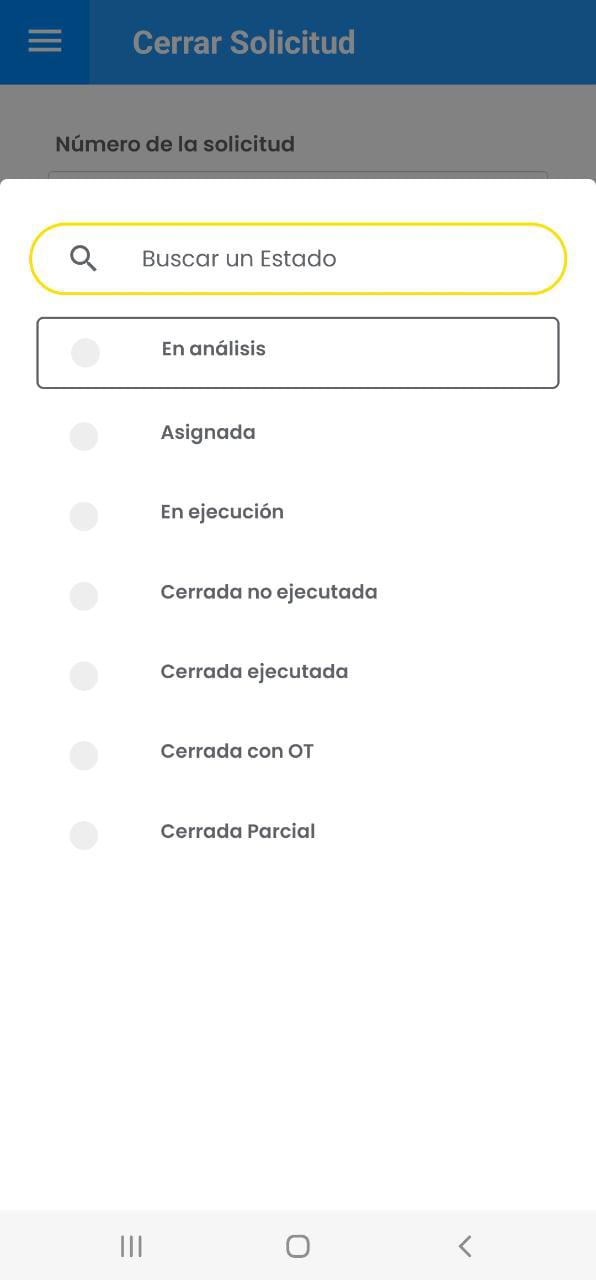 Cerrar Solicitud
Número de la solicitud
Buscar un Estado
En análisis
Asignada
En ejecución
Cerrada no ejecutada
Cerrada ejecutada
Cerrada con OT
Cerrada Parcial